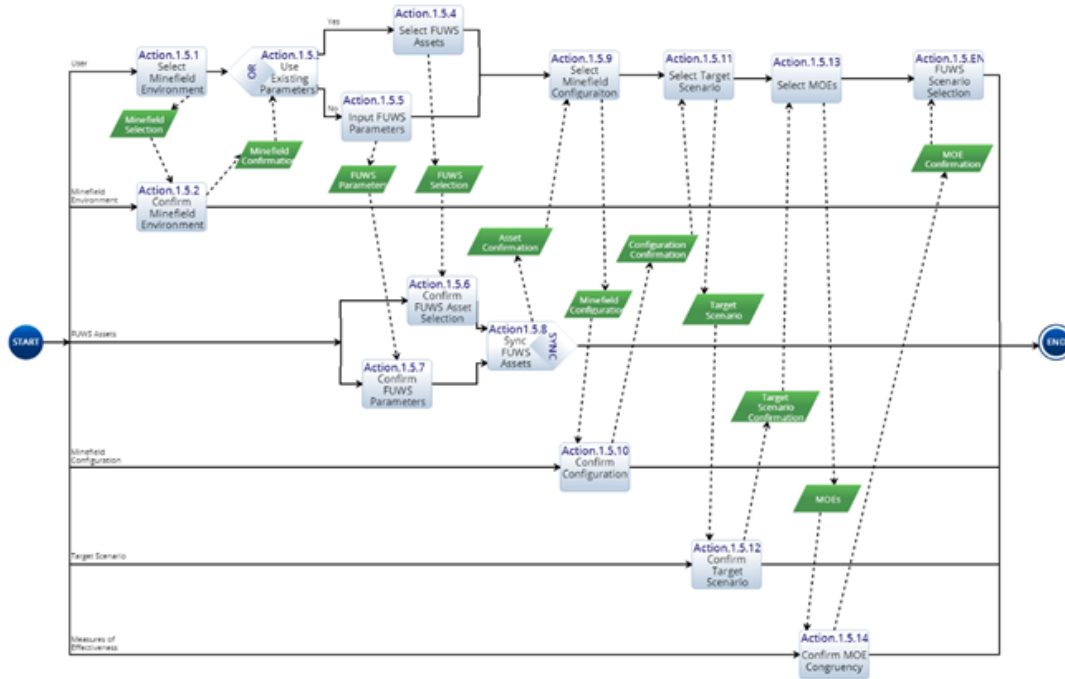 Action.1.5.4
Select FUWS
Assets
Yes
User
Action.1.5.1
Select
Minefield
Environment
OR
Action.1.5.
Use
Existing
Parameters
No
Action.1.5.5
Input FUWS
Parameters
Action.1.5.9
Select
Minefield
Configuraiton
Action.1.5.11
Select Target
Scenario
Action.1.5.13
Select MOEs
Action.1.5.EN
FUWS
Scenario
Selection
Minefield
Selection
Minefield
Confirmation
FUWS
Parameters
FUWS
Selection
MOE
Confirmation
Minefield
Environment
Action.1.5.2
Confirm
Minefield
Environment
Asset
Confirmation
Configuration
Confirmation
Action.1.5.6
Confirm
FUWS Asset
Selection
Minefield
Configuration
Target
Scenario
START
FUWS Assets
Action1.5.8
Sync
FUWS
Assets
SYNC
END
Action.1.5.7
Confirm
FUWS
Parameters
Target
Scenario
Confirmation
Minefield
Configuration
Action.1.5.10
Confirm
Configuration
MOEs
Target Scenario
Action.1.5.12
Confirm
Target
Scenario
Measures of
Effectiveness
Action.1.5.14
Confirm MOE
Congruency